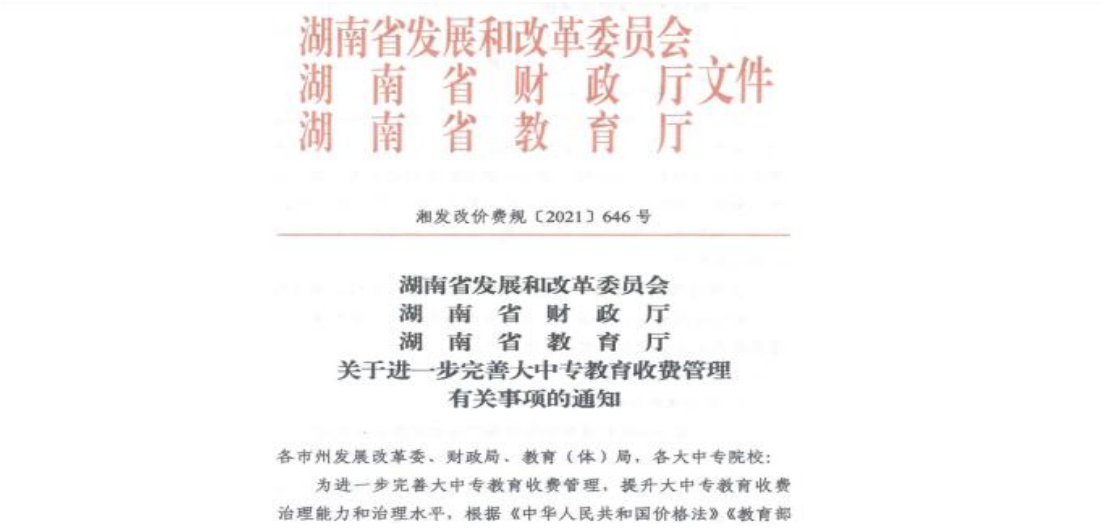 湖南省发展和改革委员会
湖南省财政厅文件
湖南省教育厅
湘发改价费规〔2021〕646号
湖南省发展和改革委员会
湖南省财政厅
湖南省教育厅
关于进一步完善大中专教育收费管理
有关事项的通知
各市州发展改革委、财政局、教育（体）局，各大中专院校：
为进一步完善大中专教育收费管理，提升大中专教育收费
治理能力和治理水平，根据《中华人民共和国价格法》《教育部